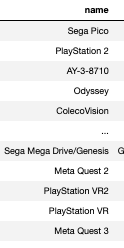 name
Sega Pico
PlayStation 2
AY-3-8710
Odyssey
ColecoVision
...
Sega Mega Drive/Genesis G
Meta Quest 2
PlayStation VR2
PlayStation VR
Meta Quest 3